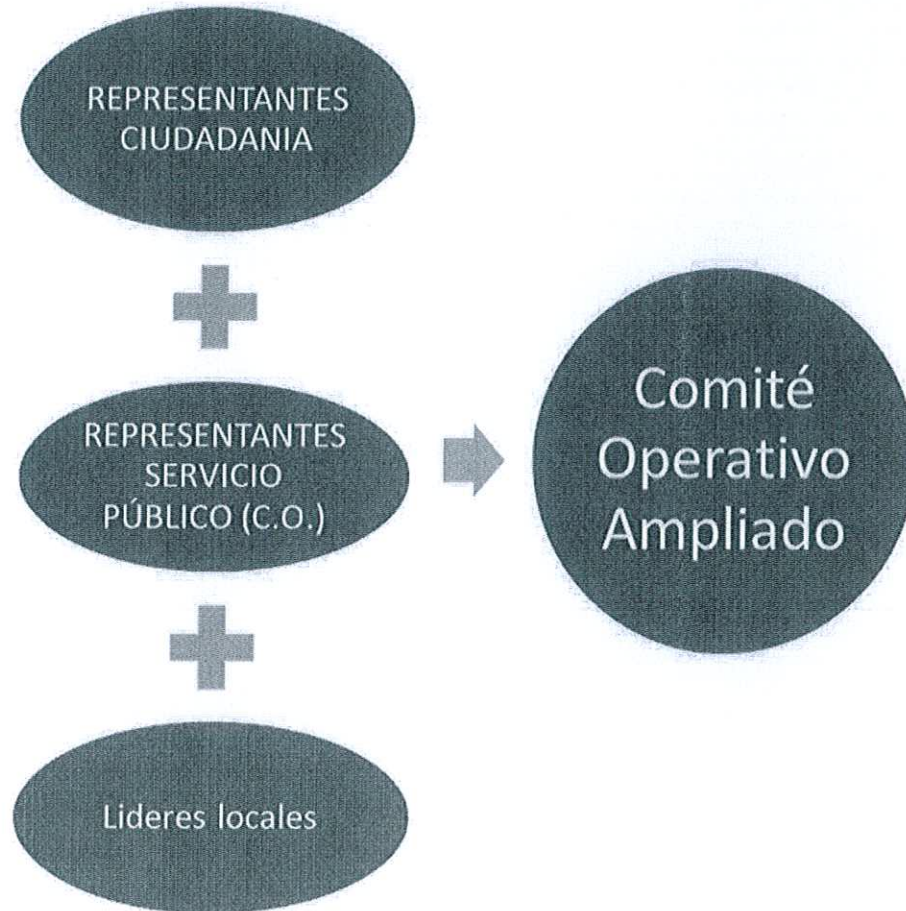 REPRESENTANTES
CIUDADANIA
REPRESENTANTES
SERVICIO
PÚBLICO (C.O.)
Lideres locales
Comité
Operativo
Ampliado